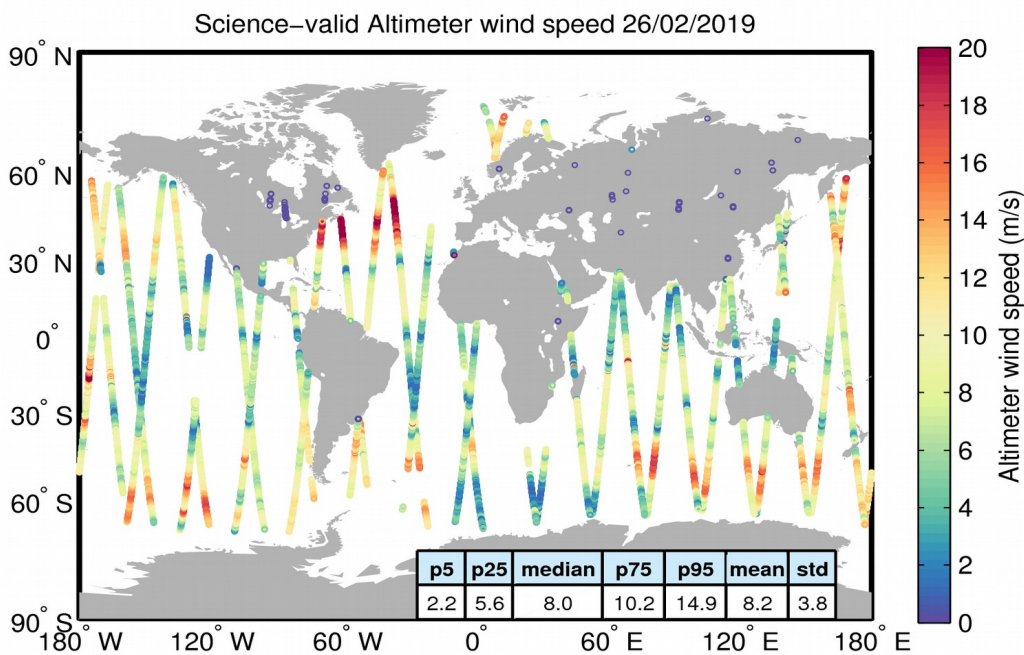 Science-valid Altimeter wind speed 26/02/2019
90° N
60° N
30° N
0°
30° S
60° S
90° S
180° W
120° W
60° W
0°
60° E
120° E
180° E
p5 p25 median p75 p95 mean std
2.2 5.6 8.0 10.2 14.9 8.2 3.8
20
18
16
14
12
10
8
6
4
2
0
Altimeter wind speed (m/s)